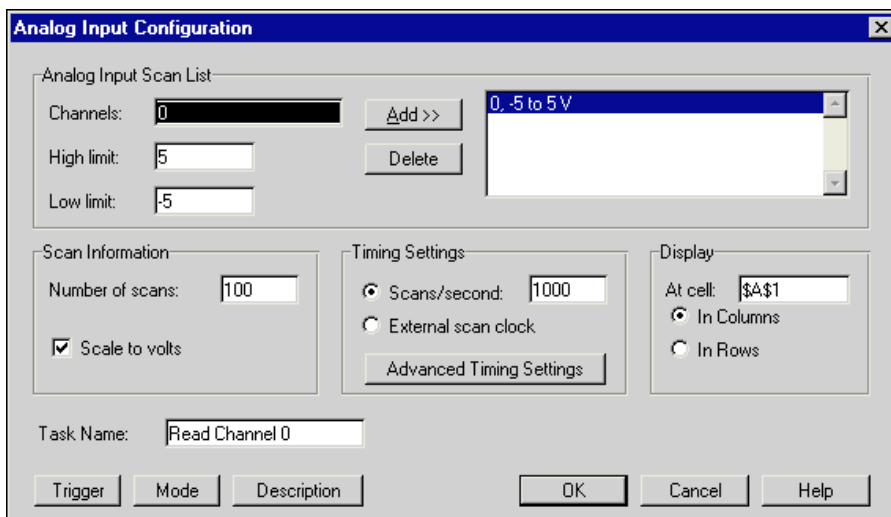 Analog Input Configuration
Analog Input Scan List
Channels: 0
Add >>
0, -5 to 5 V
High limit: 5
Delete
Low limit: -5
Scan Information
Number of scans: 100
Scale to volts
Timing Settings
Scans/second: 1000
External scan clock
Advanced Timing Settings
Display
At cell: $A$1
In Columns
In Rows
Task Name: Read Channel 0
Trigger Mode Description OK Cancel Help